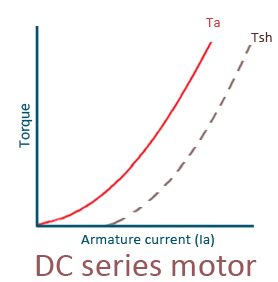 Ta
Tsh
Torque
Armature current (Ia)
DC series motor